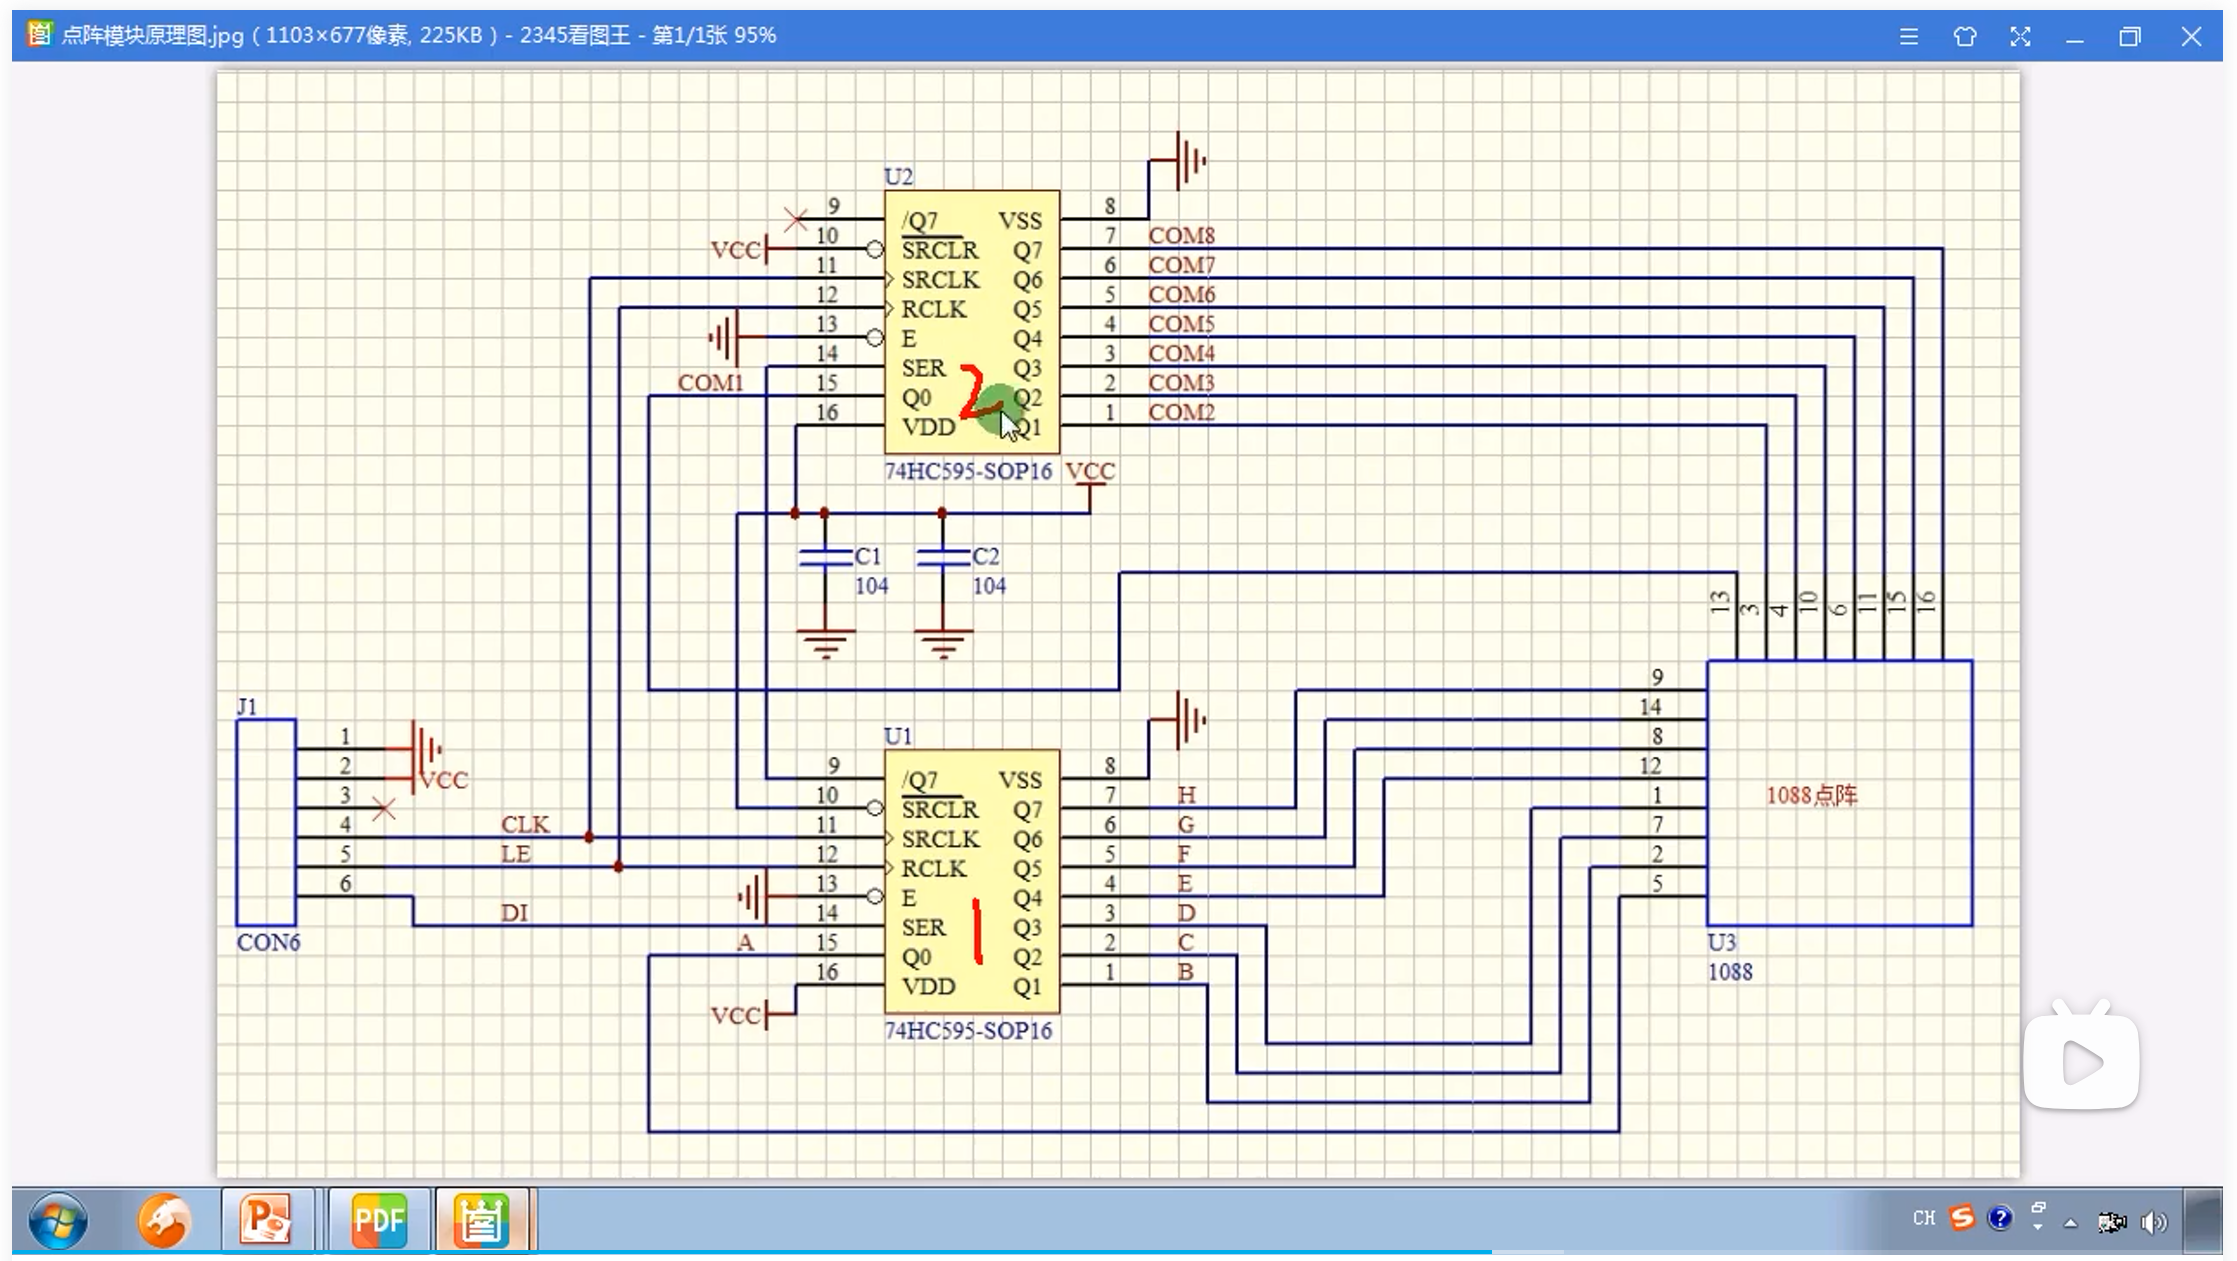 点阵模块原理图.jpg ( 1103×677像素, 225KB ) - 2345看图王 - 第1/1张 95%
U2
9 /Q7 VSS 8
VCC 10 SRCLR Q7 7 COM8
11 SRCLK Q6 6 COM7
12 RCLK Q5 5 COM6
13 E Q4 4 COM5
14 SER Q3 3 COM4
COM1 15 Q0 Q2 2 COM3
16 VDD Q1 1 COM2
2
74HC595-SOP16 VCC
C1 C2
104 104
13 3 4 10 6 11 15 16
J1
1
2 VCC
3
4 CLK
5 LE
6
DI
CON6
U1
9 /Q7 VSS 8
10 SRCLR Q7 7 H
11 SRCLK Q6 6 G
12 RCLK Q5 5 F
13 E Q4 4 E
14 SER Q3 3 D
A 15 Q0 Q2 2 C
16 VDD Q1 1 B
1
VCC
74HC595-SOP16
9
14
8
12
1
7
2
5
1088点阵
U3
1088
P PDF CH S ?